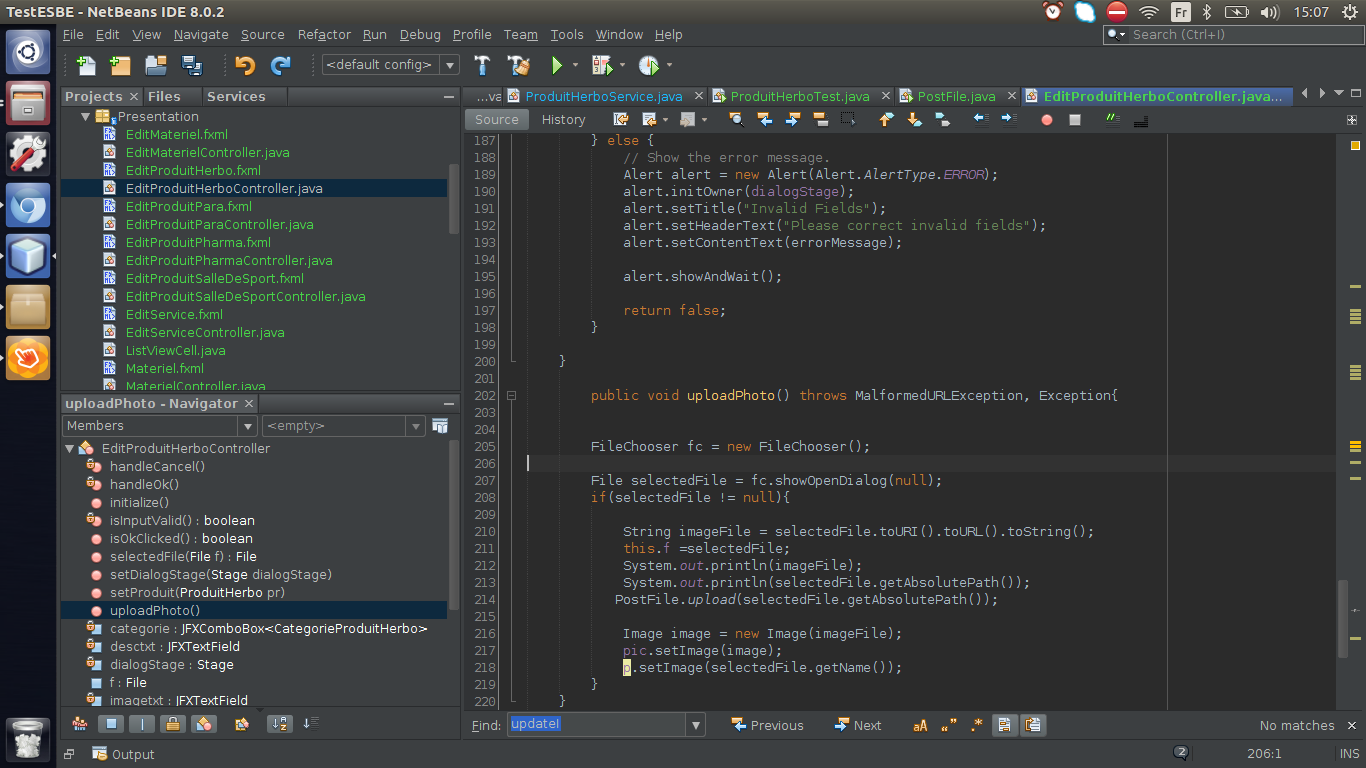 TestESBE - NetBeans IDE 8.0.2
Fr
15:07
File Edit View Navigate Source Refactor Run Debug Profile Team Tools Window Help
Search (Ctrl+I)
<default config>
Projects Files Services
Presentation
EditMateriel.fxml
EditMaterielController.java
EditProduitHerbo.fxml
EditProduitHerboController.java
EditProduitPara.fxml
EditProduitParaController.java
EditProduitPharma.fxml
EditProduitPharmaController.java
EditProduitSalleDeSport.fxml
EditProduitSalleDeSportController.java
EditService.fxml
EditServiceController.java
ListViewCell.java
Materiel.fxml
MaterielController.java
uploadPhoto - Navigator
Members
<empty>
EditProduitHerboController
handleCancel()
handleOk()
initialize()
isInputValid() : boolean
isOkClicked() : boolean
selectedFile(File f) : File
setDialogStage(Stage dialogStage)
setProduit(ProduitHerbo pr)
uploadPhoto()
categorie : JFXComboBox<CategorieProduitHerbo>
desctxt : JFXTextField
dialogStage : Stage
f : File
imagetxt : JFXTextField
Output
...va ProduitHerboService.java ProduitHerboTest.java PostFile.java EditProduitHerboController.java...
Source History
187 } else {
188 // Show the error message.
189 Alert alert = new Alert(Alert.AlertType.ERROR);
190 alert.initOwner(dialogStage);
191 alert.setTitle("Invalid Fields");
192 alert.setHeaderText("Please correct invalid fields");
193 alert.setContentText(errorMessage);
194
195 alert.showAndWait();
196
197 return false;
198 }
199
200 }
201
202 public void uploadPhoto() throws MalformedURLException, Exception{
203
204
205 FileChooser fc = new FileChooser();
206
207 File selectedFile = fc.showOpenDialog(null);
208 if(selectedFile != null){
209
210 String imageFile = selectedFile.toURI().toURL().toString();
211 this.f =selectedFile;
212 System.out.println(imageFile);
213 System.out.println(selectedFile.getAbsolutePath());
214 PostFile.upload(selectedFile.getAbsolutePath());
215
216 Image image = new Image(imageFile);
217 pic.setImage(image);
218 p.setImage(selectedFile.getName());
219 }
220 }
Find: updatel
Previous Next
No matches
2
206:1
INS